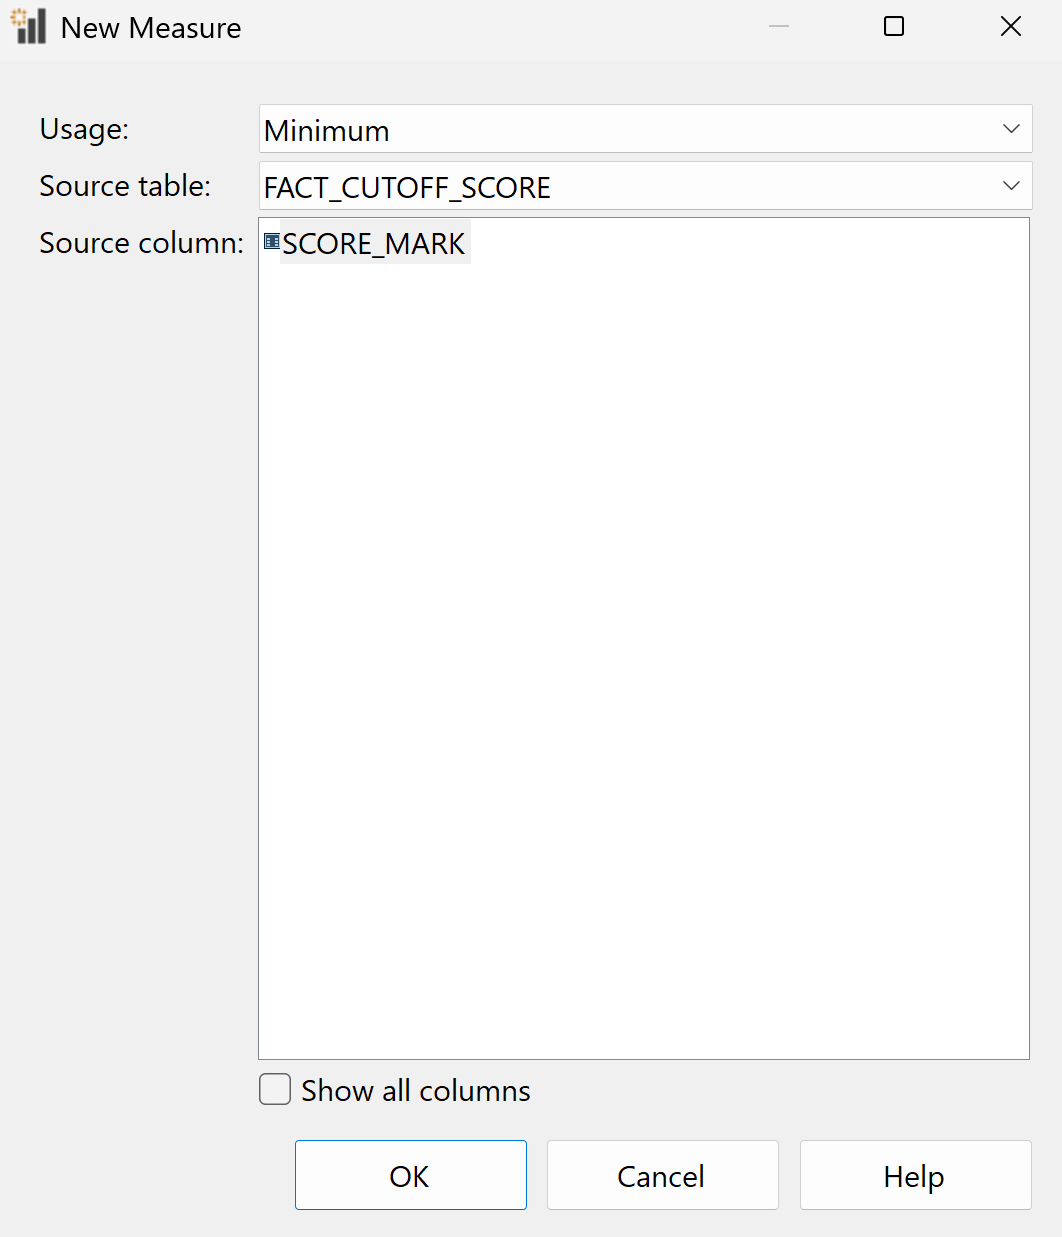 New Measure
Usage: Minimum
Source table: FACT_CUTOFF_SCORE
Source column: SCORE_MARK
Show all columns
OK Cancel Help